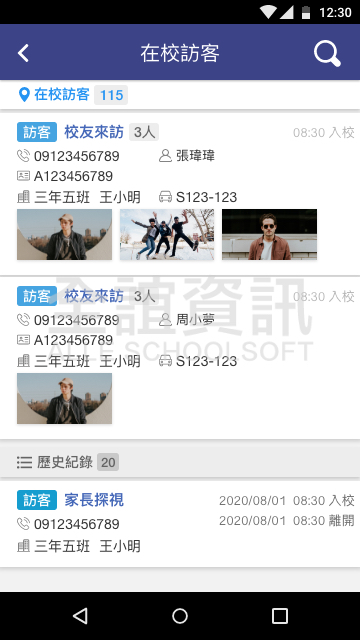 12:30
在校訪客
在校訪客 115
訪客 校友來訪 3人 08:30 入校
09123456789 張瑋瑋
A123456789
三年五班 王小明 S123-123
訪客 校友來訪 3人 08:30 入校
全誼資訊
09123456789 周小夢
A123456789
ALLE SCHOOLSOFT
三年五班 王小明 S123-123
歷史紀錄 20
訪客 家長探視 2020/08/01 08:30 入校
09123456789 2020/08/01 08:30 離開
三年五班 王小明